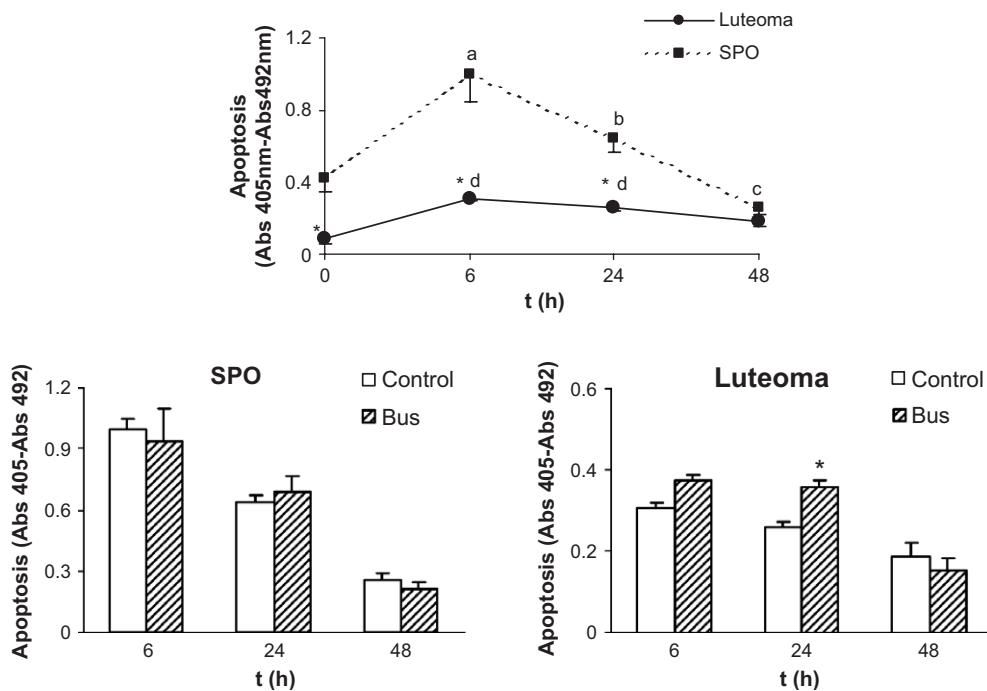 Luteoma
SPO
Apoptosis
(Abs 405nm-Abs492nm)
1.2
0.8
0.4
0
a
b
c
* d
* d
*
0 6 24 48
t (h)
SPO
Control
Bus
Apoptosis (Abs 405-Abs 492)
1.2
0.9
0.6
0.3
0
6 24 48
t (h)
Luteoma
Control
Bus
Apoptosis (Abs 405-Abs 492)
0.6
0.4
0.2
0
*
6 24 48
t (h)